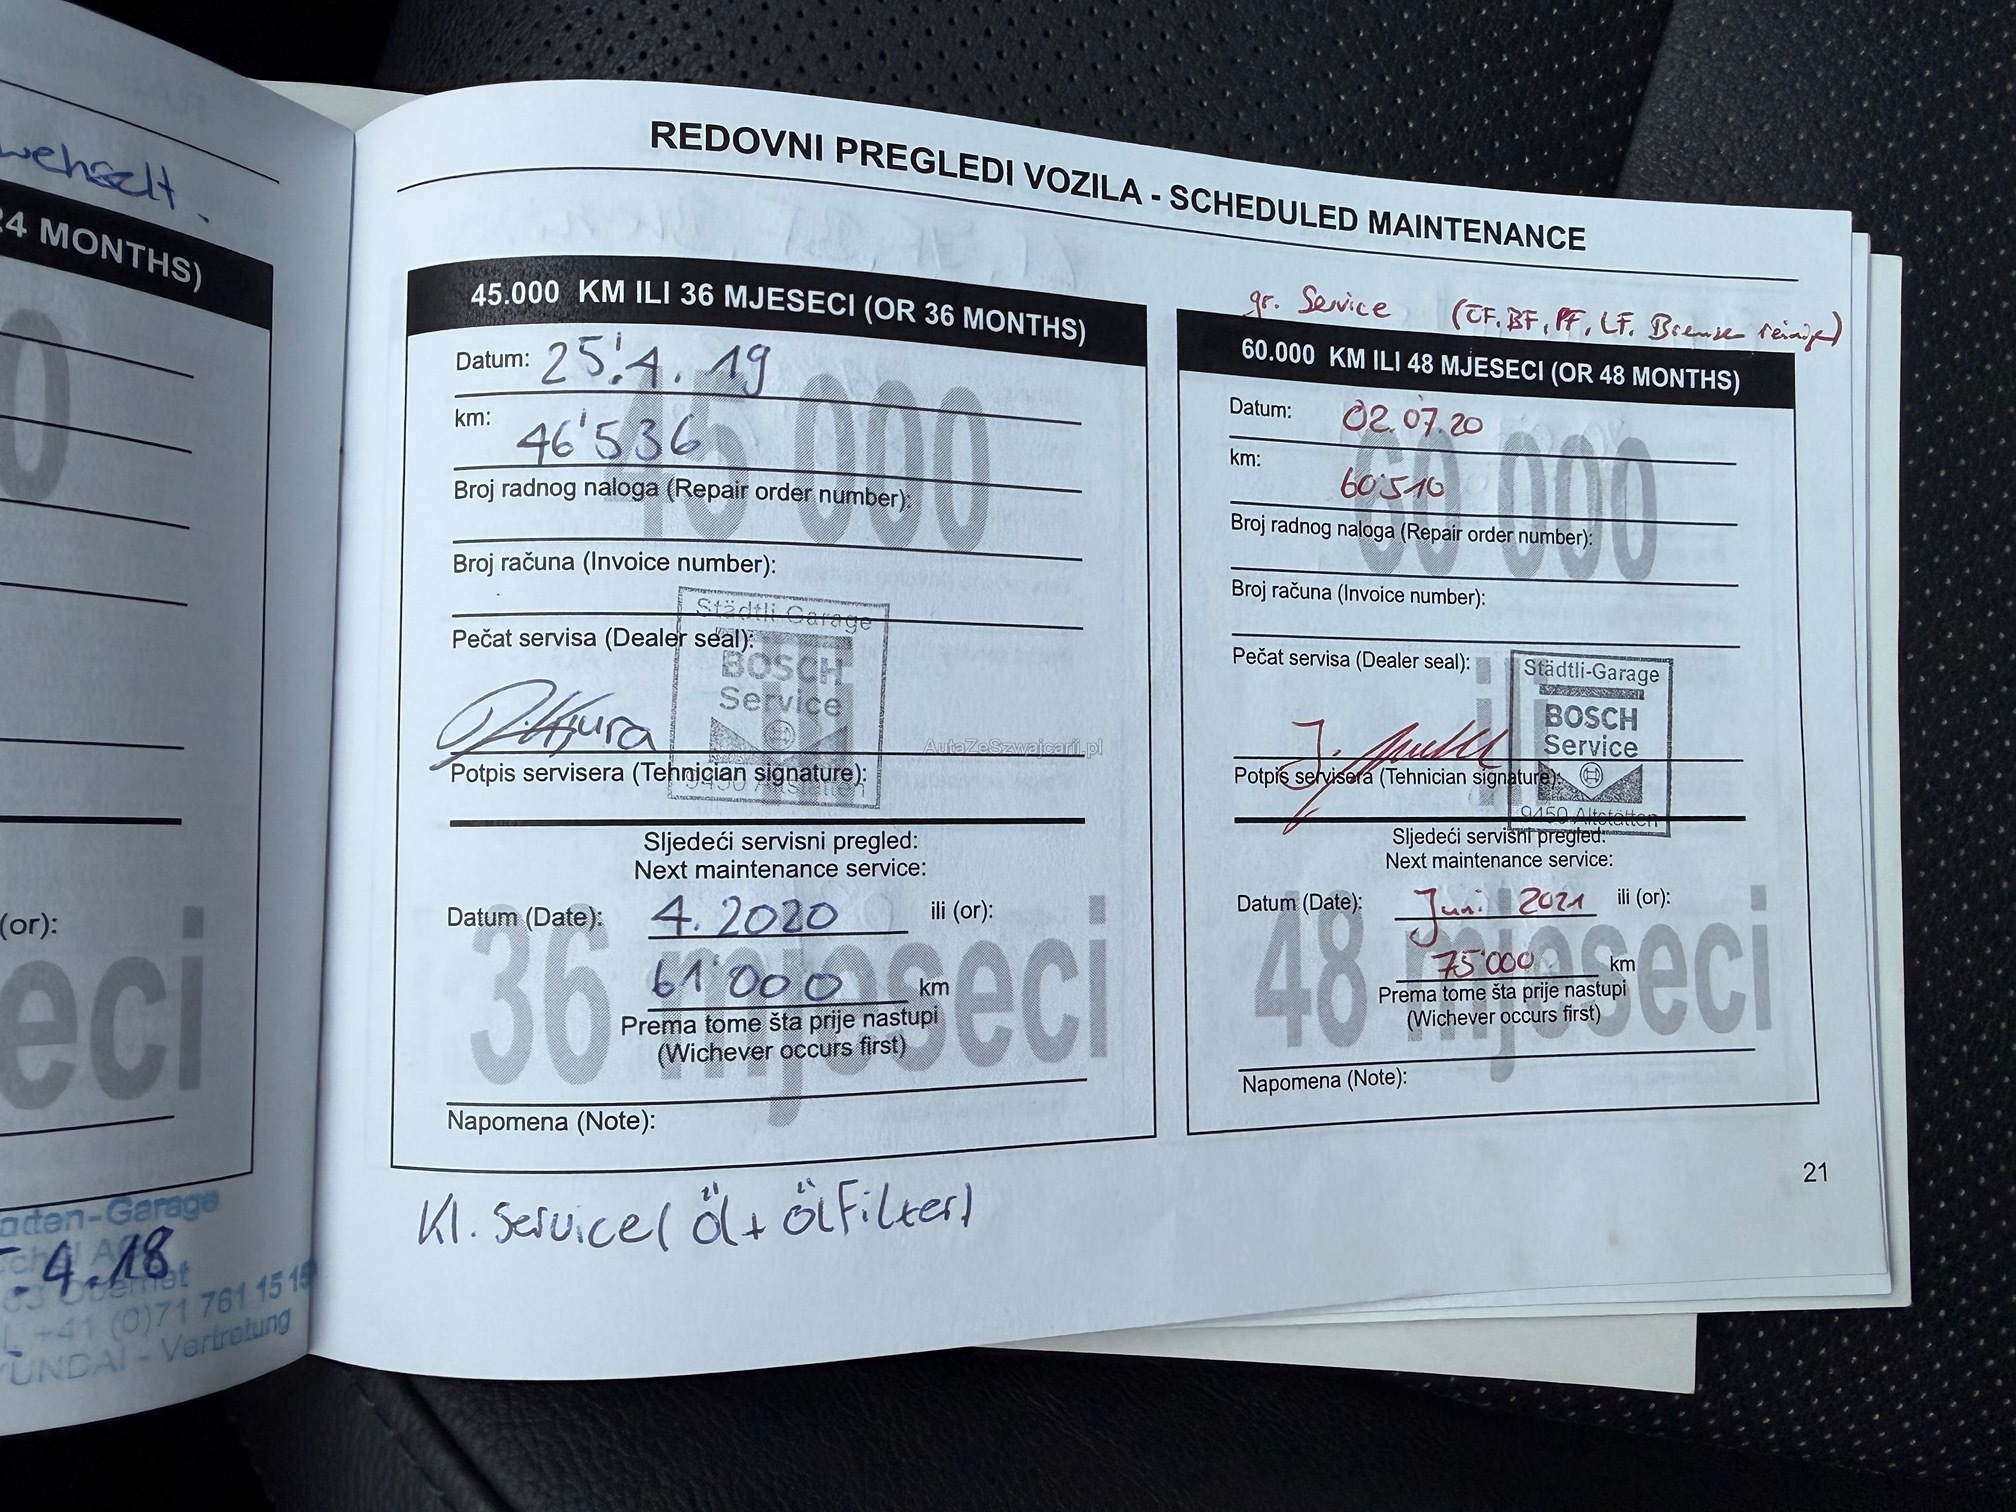 wehselt.
24 MONTHS)
(or):
eci
arten-Garage
4.18
L +41 (0)71 761 15 15
YUNDAI - Vertretung
REDOVNI PREGLEDI VOZILA - SCHEDULED MAINTENANCE
45.000 KM ILI 36 MJESECI (OR 36 MONTHS)
Datum: 25.4.19
km: 46'536
45 000
Broj radnog naloga (Repair order number):
Broj računa (Invoice number):
Pečat servisa (Dealer seal):
Städtli-Garage
BOSCH
Service
9450 Altstätten
Potpis servisera (Tehnician signature):
Sljedeći servisni pregled:
Next maintenance service:
Datum (Date): 4.2020 ili (or):
61'000 km
36 mjeseci
Prema tome šta prije nastupi
(Wichever occurs first)
Napomena (Note):
Kl. Service (Öl + ÖlFilter)
gr. Service (ÖF, BF, PF, LF, Bremse
60.000 KM ILI 48 MJESECI (OR 48 MONTHS)
Datum: 02.07.20
km: 60'510
60 000
Broj radnog naloga (Repair order number):
Broj računa (Invoice number):
Pečat servisa (Dealer seal):
ili
Städtli-Garage
BOSCH
Service
9450 Altstätten
Potpis servisera (Tehnician signature):
Sljedeći servisni pregled:
Next maintenance service:
Datum (Date): Juni 2021 ili (or):
75'000 km
48 mjeseci
Prema tome šta prije nastupi
(Wichever occurs first)
Napomena (Note):
21
AutaZeSzwajcarii.pl